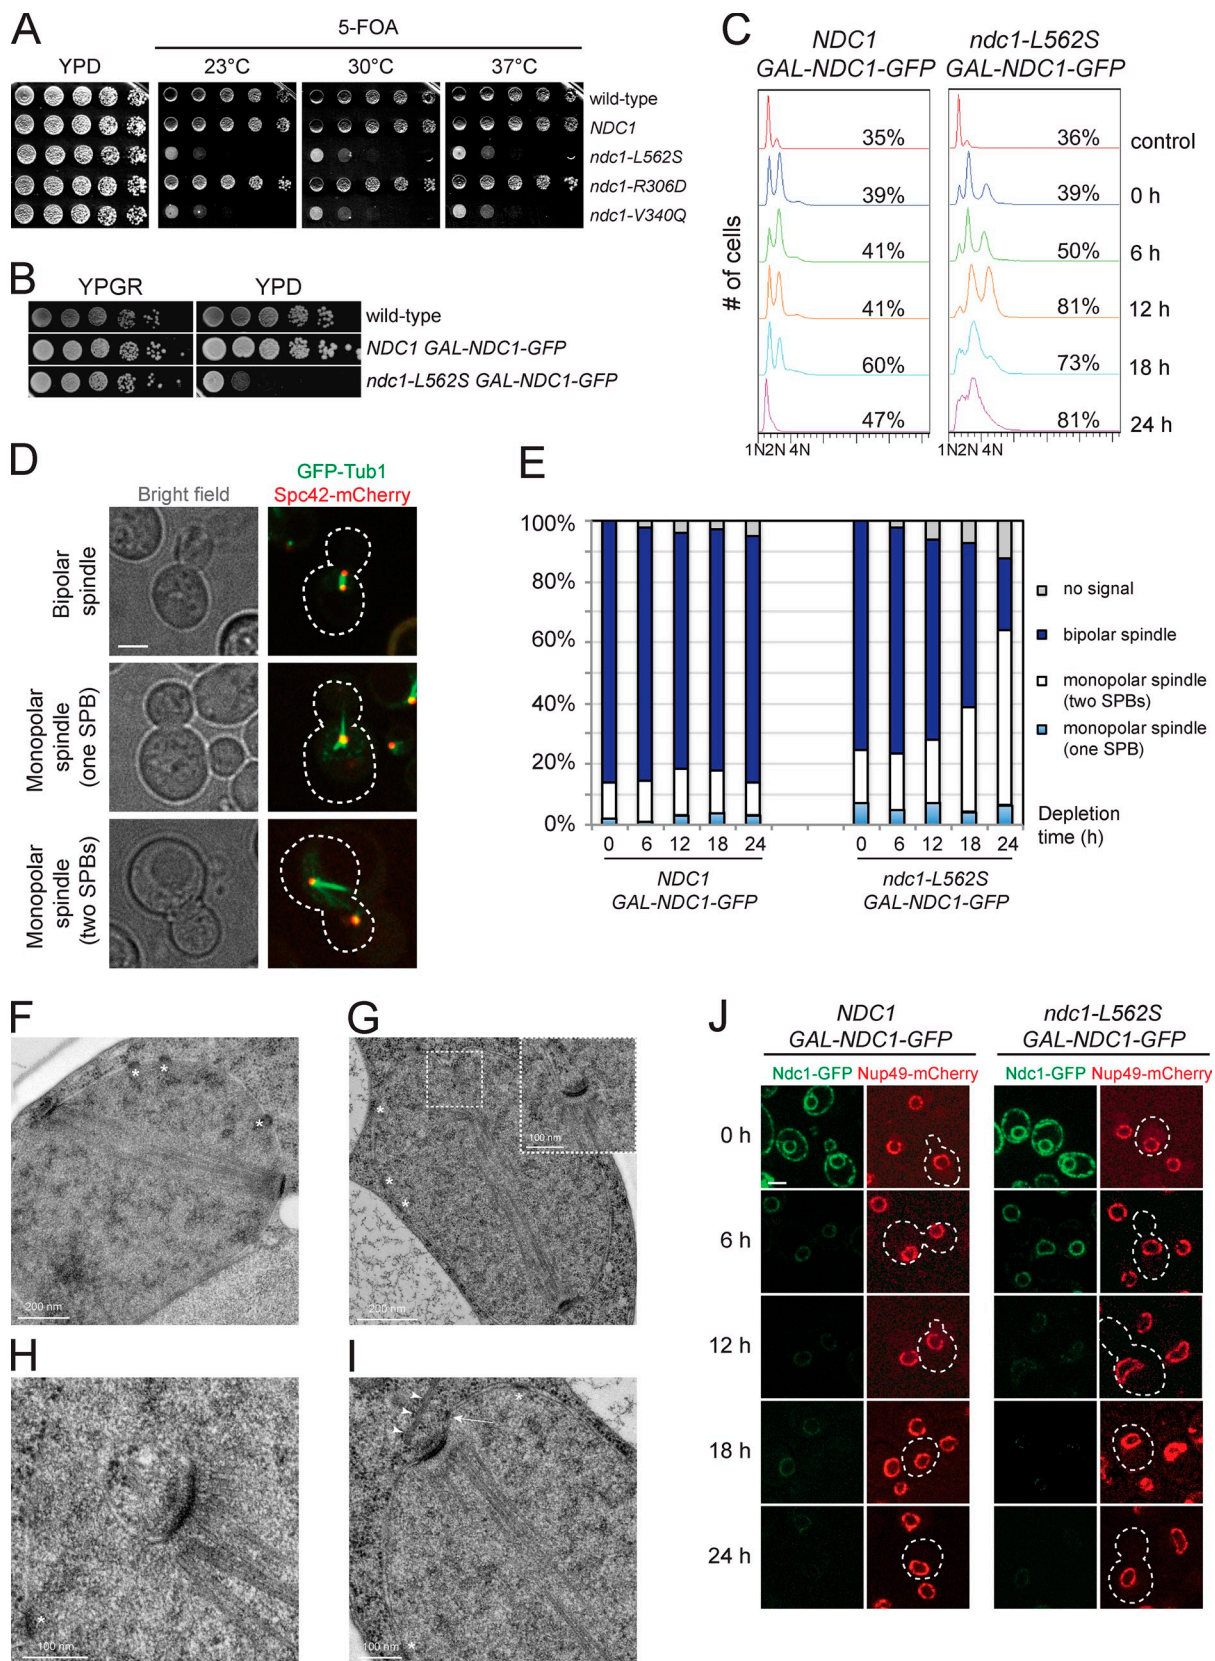 A
5-FOA
YPD
23°C
30°C
37°C
wild-type
NDC1
ndc1-L562S
ndc1-R306D
ndc1-V340Q
B
YPGR
YPD
wild-type
NDC1 GAL-NDC1-GFP
ndc1-L562S GAL-NDC1-GFP
C
NDC1
GAL-NDC1-GFP
ndc1-L562S
GAL-NDC1-GFP
# of cells
35%
36%
control
39%
39%
0 h
41%
50%
6 h
41%
81%
12 h
60%
73%
18 h
47%
81%
24 h
1N2N 4N
1N2N 4N
D
GFP-Tub1
Bright field
Spc42-mCherry
Bipolar
spindle
Monopolar
spindle
(one SPB)
Monopolar
spindle
(two SPBs)
E
100%
80%
60%
40%
20%
0%
no signal
bipolar spindle
monopolar spindle
(two SPBs)
monopolar spindle
(one SPB)
0 6 12 18 24
0 6 12 18 24
Depletion
time (h)
NDC1
GAL-NDC1-GFP
ndc1-L562S
GAL-NDC1-GFP
F
*
*
*
200 nm
G
*
*
*
100 nm
200 nm
H
*
100 nm
I
*
*
100 nm
J
NDC1
GAL-NDC1-GFP
ndc1-L562S
GAL-NDC1-GFP
Ndc1-GFP Nup49-mCherry
Ndc1-GFP Nup49-mCherry
0 h
6 h
12 h
18 h
24 h